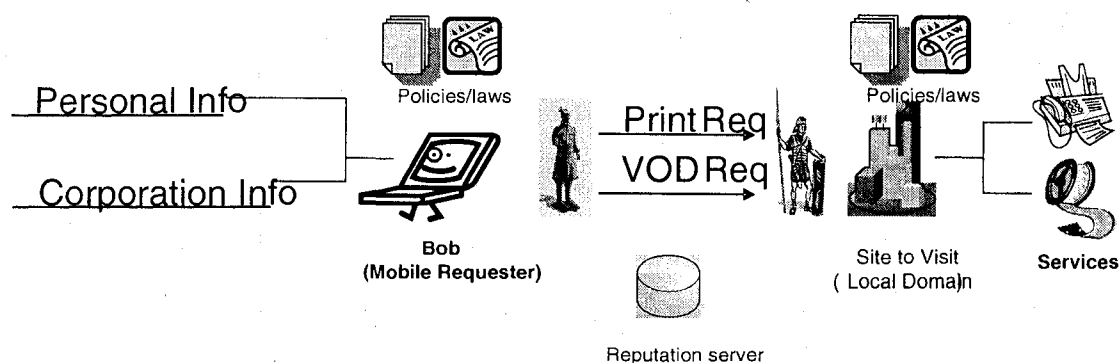 LAW
LAW
Policies/laws
Policies/laws
Personal Info
Print Req
VOD Req
Corporation Info
Bob
(Mobile Requester)
Site to Visit
( Local Domain)
Services
Reputation server